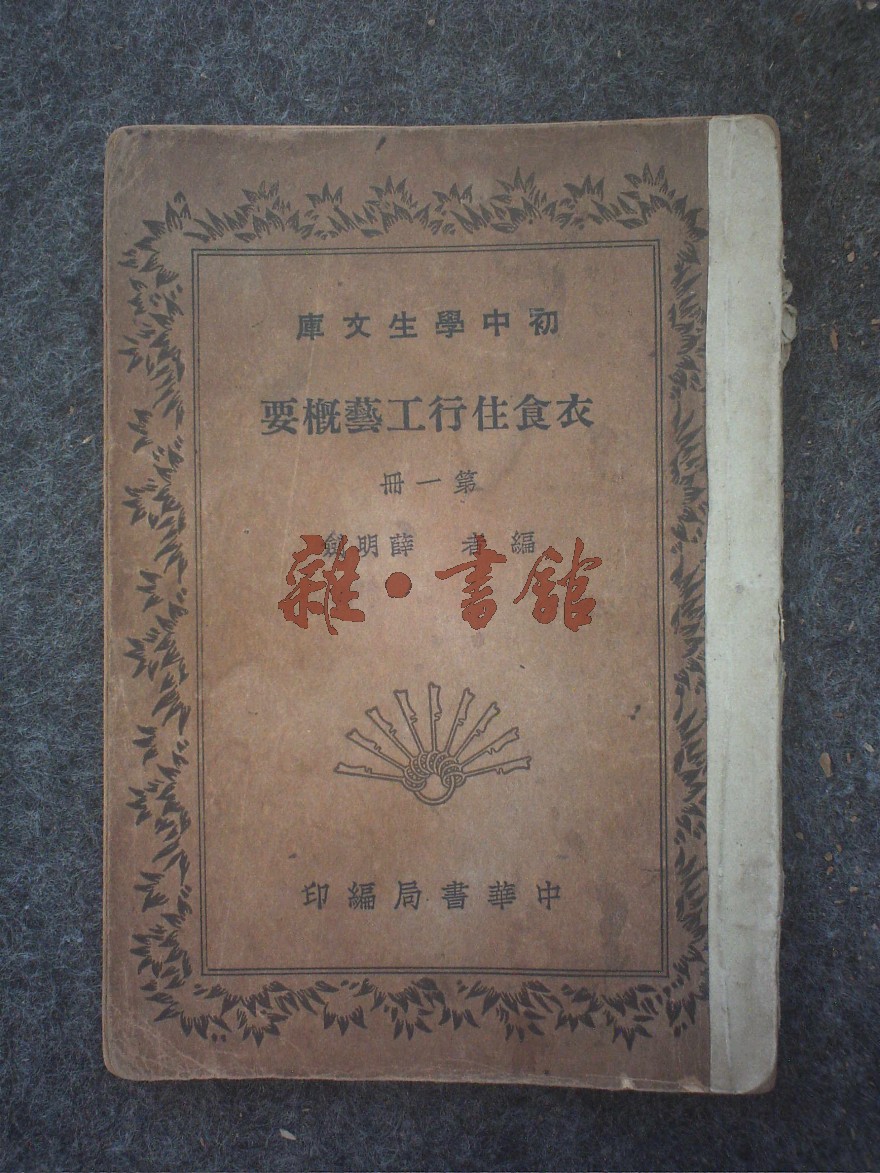 初中學生文庫
衣食住行工藝概要
第一冊
編者 薛明劍
雜·書館
中華書局編印